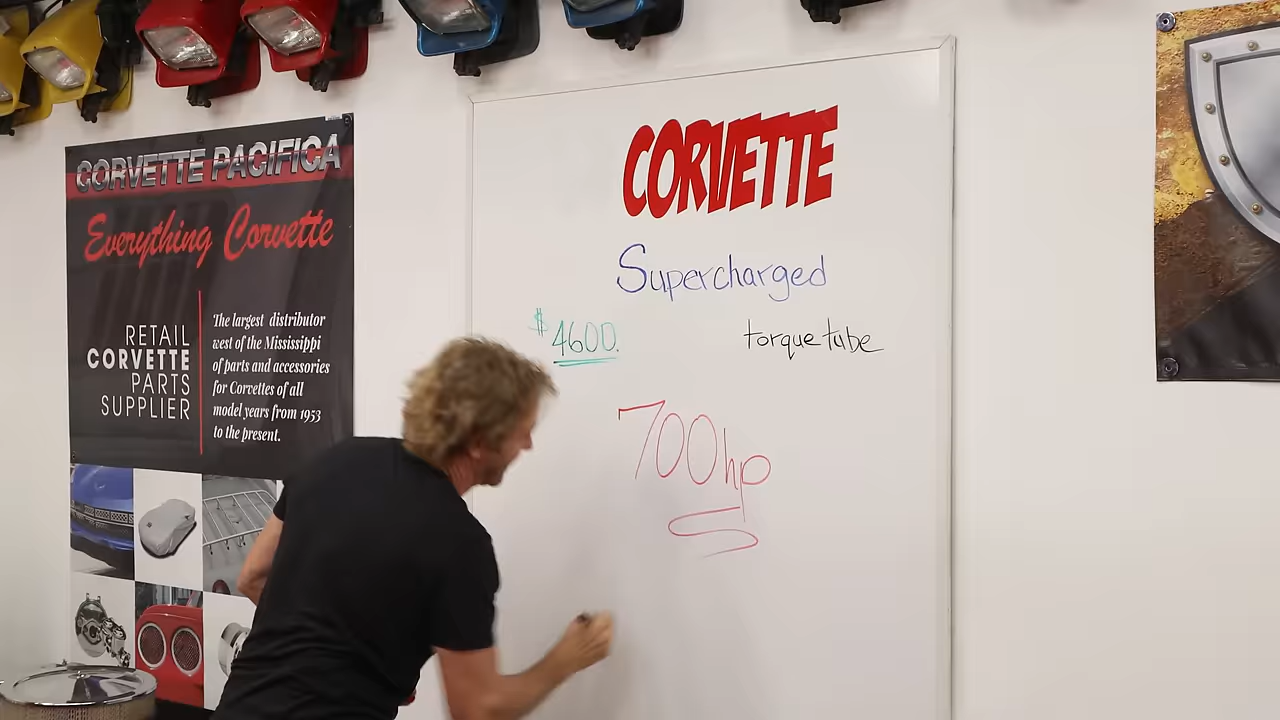 CORVETTE PACIFICA
Everything Corvette
RETAIL
CORVETTE
PARTS
SUPPLIER
The largest distributor
west of the Mississippi
of parts and accessories
for Corvettes of all
model years from 1953
to the present.
CORVETTE
Supercharged
$4600.
torque tube
700hp